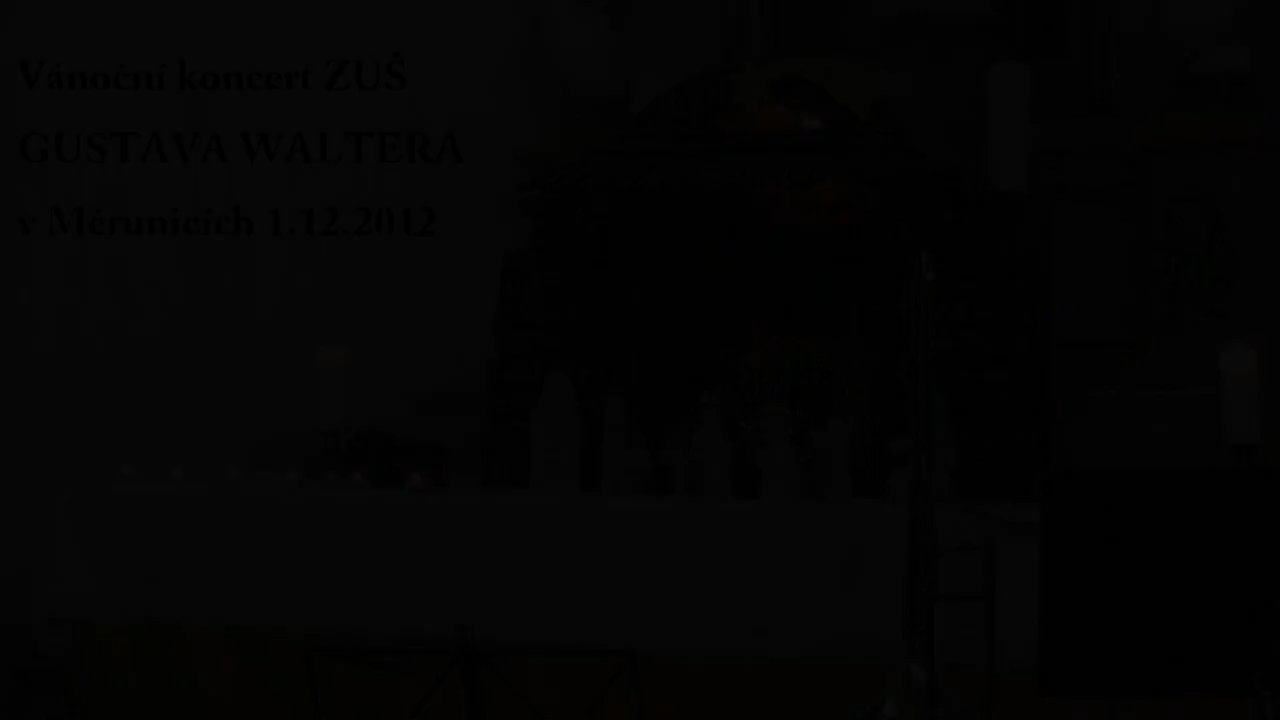 Vánoční koncert ZUŠ
GUSTAVA WALTERA
v Měrunicích 1.12.2012